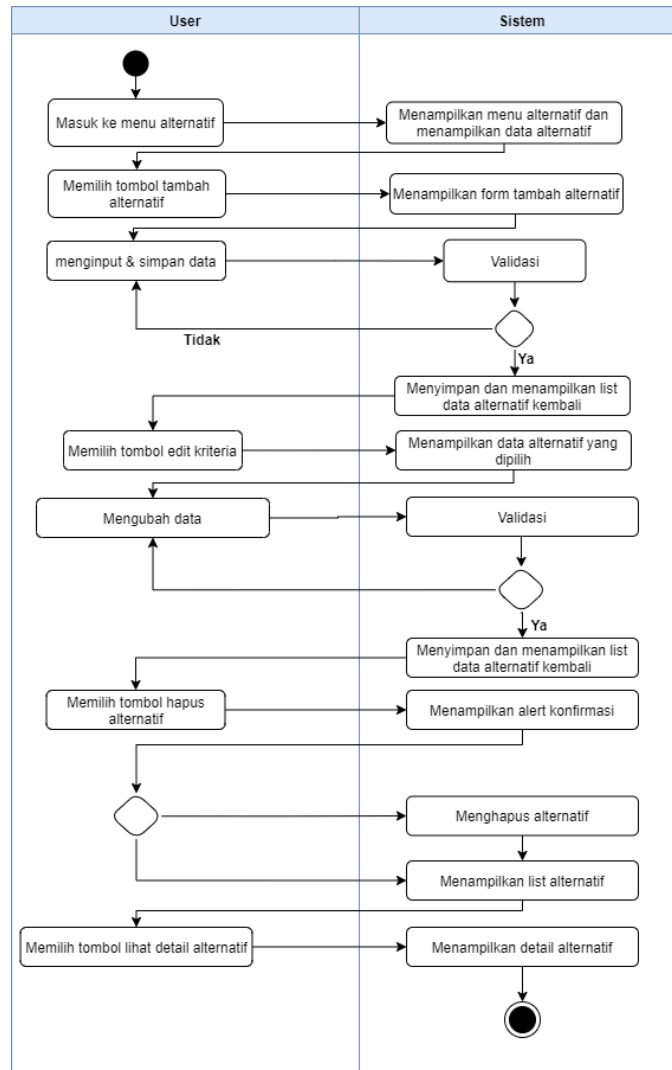 User
Sistem
Masuk ke menu alternatif
Menampilkan menu alternatif dan
menampilkan data alternatif
Memilih tombol tambah
alternatif
Menampilkan form tambah alternatif
menginput & simpan data
Validasi
Tidak
Ya
Menyimpan dan menampilkan list
data alternatif kembali
Memilih tombol edit kriteria
Menampilkan data alternatif yang
dipilih
Mengubah data
Validasi
Ya
Menyimpan dan menampilkan list
data alternatif kembali
Memilih tombol hapus
alternatif
Menampilkan alert konfirmasi
Menghapus alternatif
Menampilkan list alternatif
Memilih tombol lihat detail alternatif
Menampilkan detail alternatif